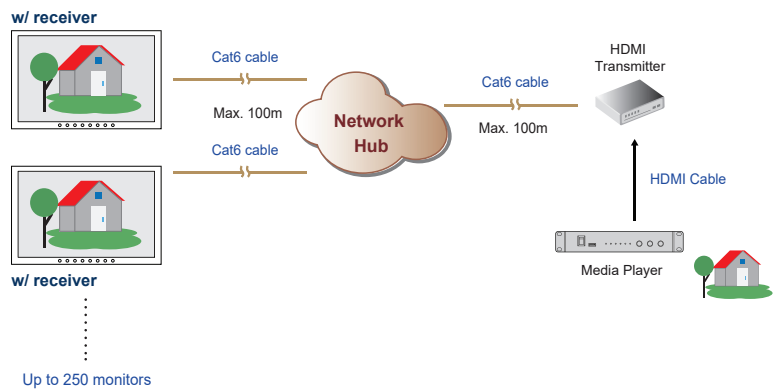 w/ receiver
Cat6 cable
Max. 100m
Cat6 cable
w/ receiver
Up to 250 monitors
Network
Hub
Cat6 cable
Max. 100m
HDMI
Transmitter
HDMI Cable
Media Player